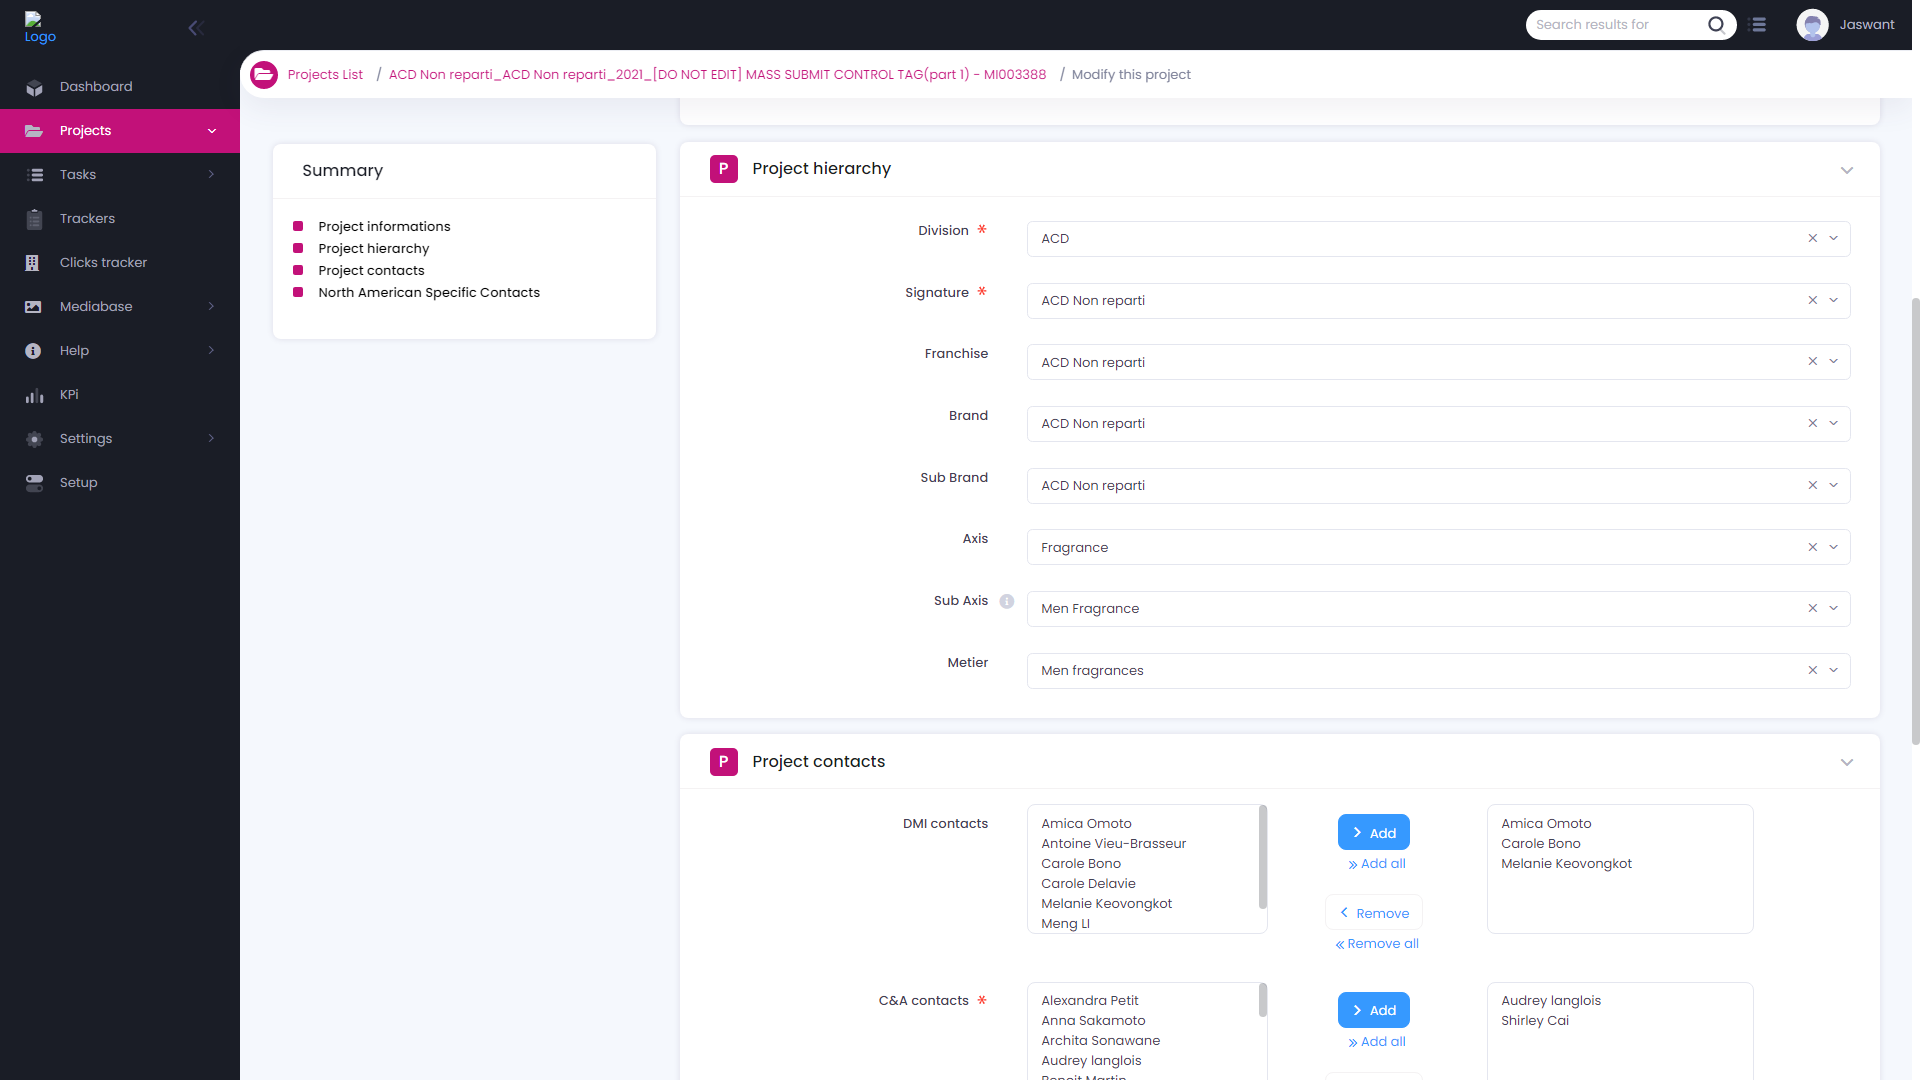 Logo
Search results for
Jaswant
Projects List / ACD Non reparti_ACD Non reparti_2021_[DO NOT EDIT] MASS SUBMIT CONTROL TAG(part 1) - MI003388 / Modify this project
Dashboard
Projects
Tasks
Trackers
Clicks tracker
Mediabase
Help
KPi
Settings
Setup
Summary
Project informations
Project hierarchy
Project contacts
North American Specific Contacts
P Project hierarchy
Division * ACD
Signature * ACD Non reparti
Franchise ACD Non reparti
Brand ACD Non reparti
Sub Brand ACD Non reparti
Axis Fragrance
Sub Axis Men Fragrance
Metier Men fragrances
P Project contacts
DMI contacts
Amica Omoto
Antoine Vieu-Brasseur
Carole Bono
Carole Delavie
Melanie Keovongkot
Meng LI
Add
Add all
Remove
Remove all
Amica Omoto
Carole Bono
Melanie Keovongkot
C&A contacts *
Alexandra Petit
Anna Sakamoto
Archita Sonawane
Audrey langlois
Benoit Martin
Add
Add all
Audrey langlois
Shirley Cai